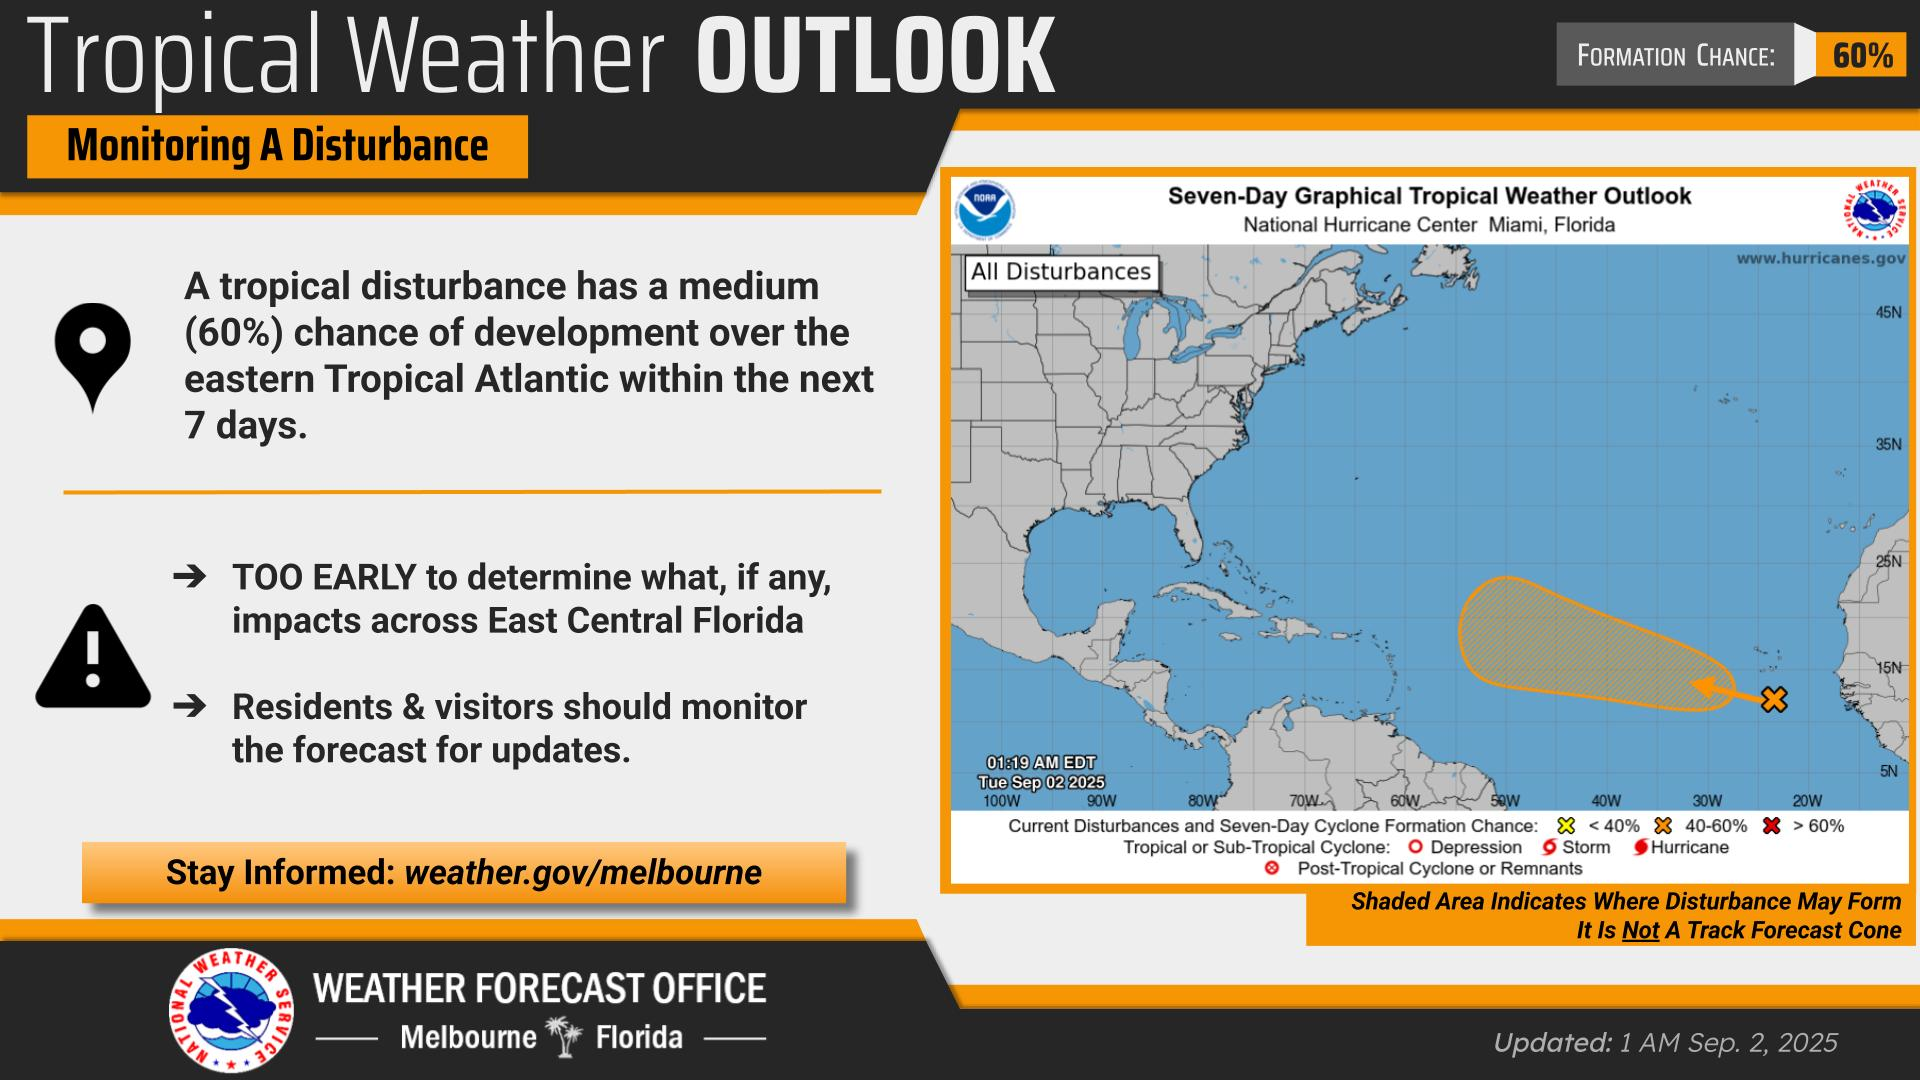 Tropical Weather OUTLOOK
FORMATION CHANCE: 60%
Monitoring A Disturbance
A tropical disturbance has a medium
(60%) chance of development over the
eastern Tropical Atlantic within the next
7 days.
➔ TOO EARLY to determine what, if any,
impacts across East Central Florida
➔ Residents & visitors should monitor
the forecast for updates.
Stay Informed: weather.gov/melbourne
NOAA
Seven-Day Graphical Tropical Weather Outlook
National Hurricane Center Miami, Florida
NATIONAL WEATHER SERVICE
All Disturbances
www.hurricanes.gov
45N
35N
25N
15N
5N
01:19 AM EDT
Tue Sep 02 2025
100W 90W 80W 70W 60W 50W 40W 30W 20W
Current Disturbances and Seven-Day Cyclone Formation Chance: < 40% 40-60% > 60%
Tropical or Sub-Tropical Cyclone: Depression Storm Hurricane
Post-Tropical Cyclone or Remnants
Shaded Area Indicates Where Disturbance May Form
It Is Not A Track Forecast Cone
NATIONAL WEATHER SERVICE
WEATHER FORECAST OFFICE
Melbourne Florida
Updated: 1 AM Sep. 2, 2025